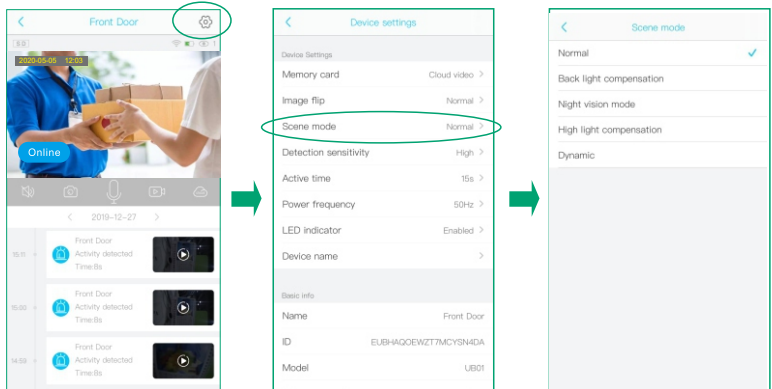 Front Door
5.0
1
2020-05-05 12:03
Online
2019-12-27
15:11
Front Door
Activity detected
Time:8s
15:00
Front Door
Activity detected
Time:8s
14:59
Front Door
Activity detected
Time:8s
Device settings
Device Settings
Memory card Cloud video
Image flip Normal
Scene mode Normal
Detection sensitivity High
Active time 15s
Power frequency 50Hz
LED indicator Enabled
Device name
Basic info
Name Front Door
ID EUBHAQOEWZT7MCYSN4DA
Model UB01
Scene mode
Normal
Back light compensation
Night vision mode
High light compensation
Dynamic